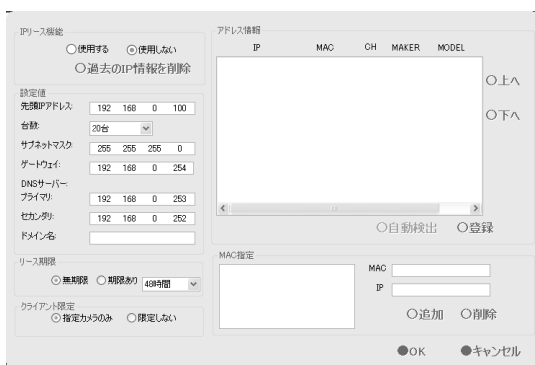 IPリース機能
使用する 使用しない
過去のIP情報を削除
設定値
先頭IPアドレス: 192 168 0 100
台数: 20台
サブネットマスク: 255 255 255 0
ゲートウェイ: 192 168 0 254
DNSサーバー:
プライマリ: 192 168 0 253
セカンダリ: 192 168 0 252
ドメイン名:
リース期限
無期限 期限あり 48時間
クライアント限定
指定カメラのみ 限定しない
アドレス情報
IP MAC CH MAKER MODEL
上へ
下へ
自動検出 登録
MAC指定
MAC
IP
追加 削除
OK キャンセル